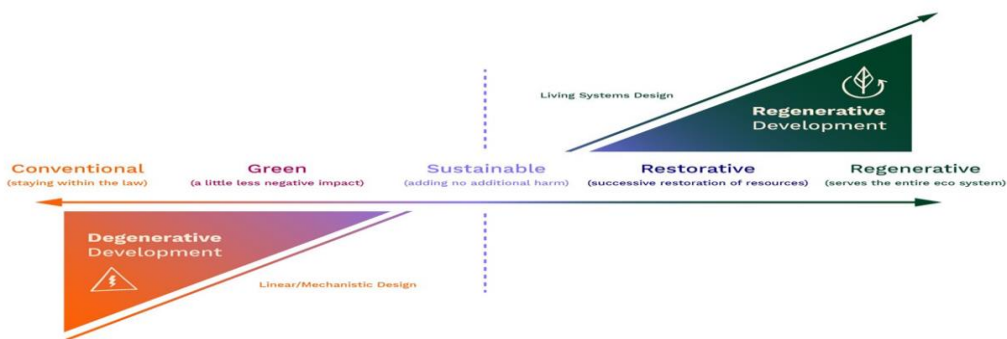 Living Systems Design
Regenerative
Development
Conventional
(staying within the law)
Green
(a little less negative impact)
Sustainable
(adding no additional harm)
Restorative
(successive restoration of resources)
Regenerative
(serves the entire eco system)
Degenerative
Development
Linear/Mechanistic Design